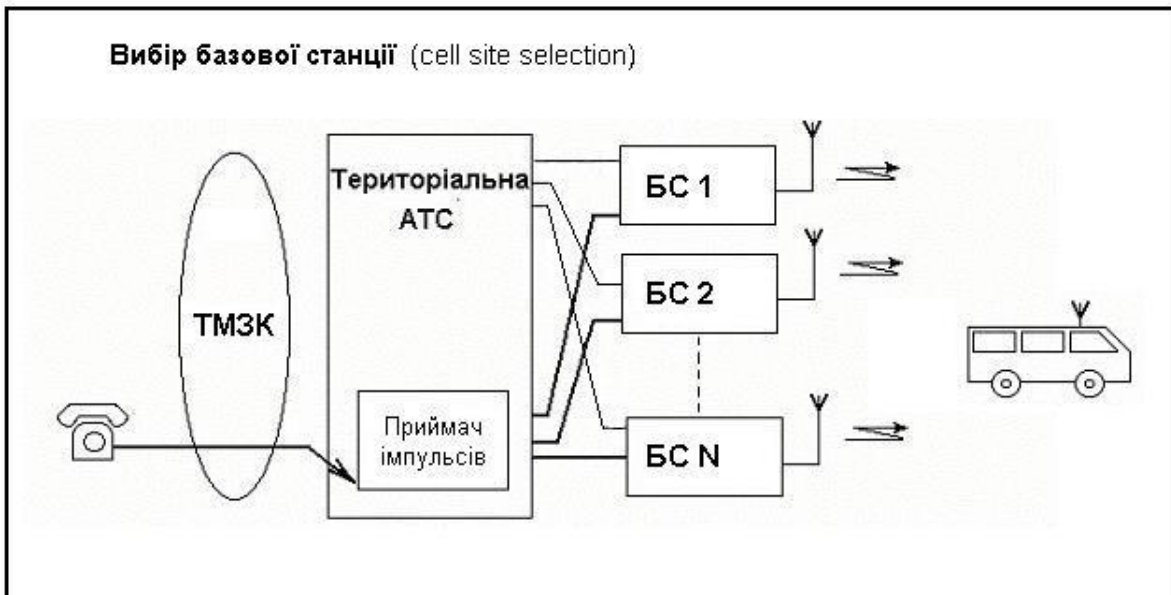 Вибір базової станції (cell site selection)
Територіальна
АТС
БС 1
БС 2
ТМЗК
Приймач
імпульсів
БС N